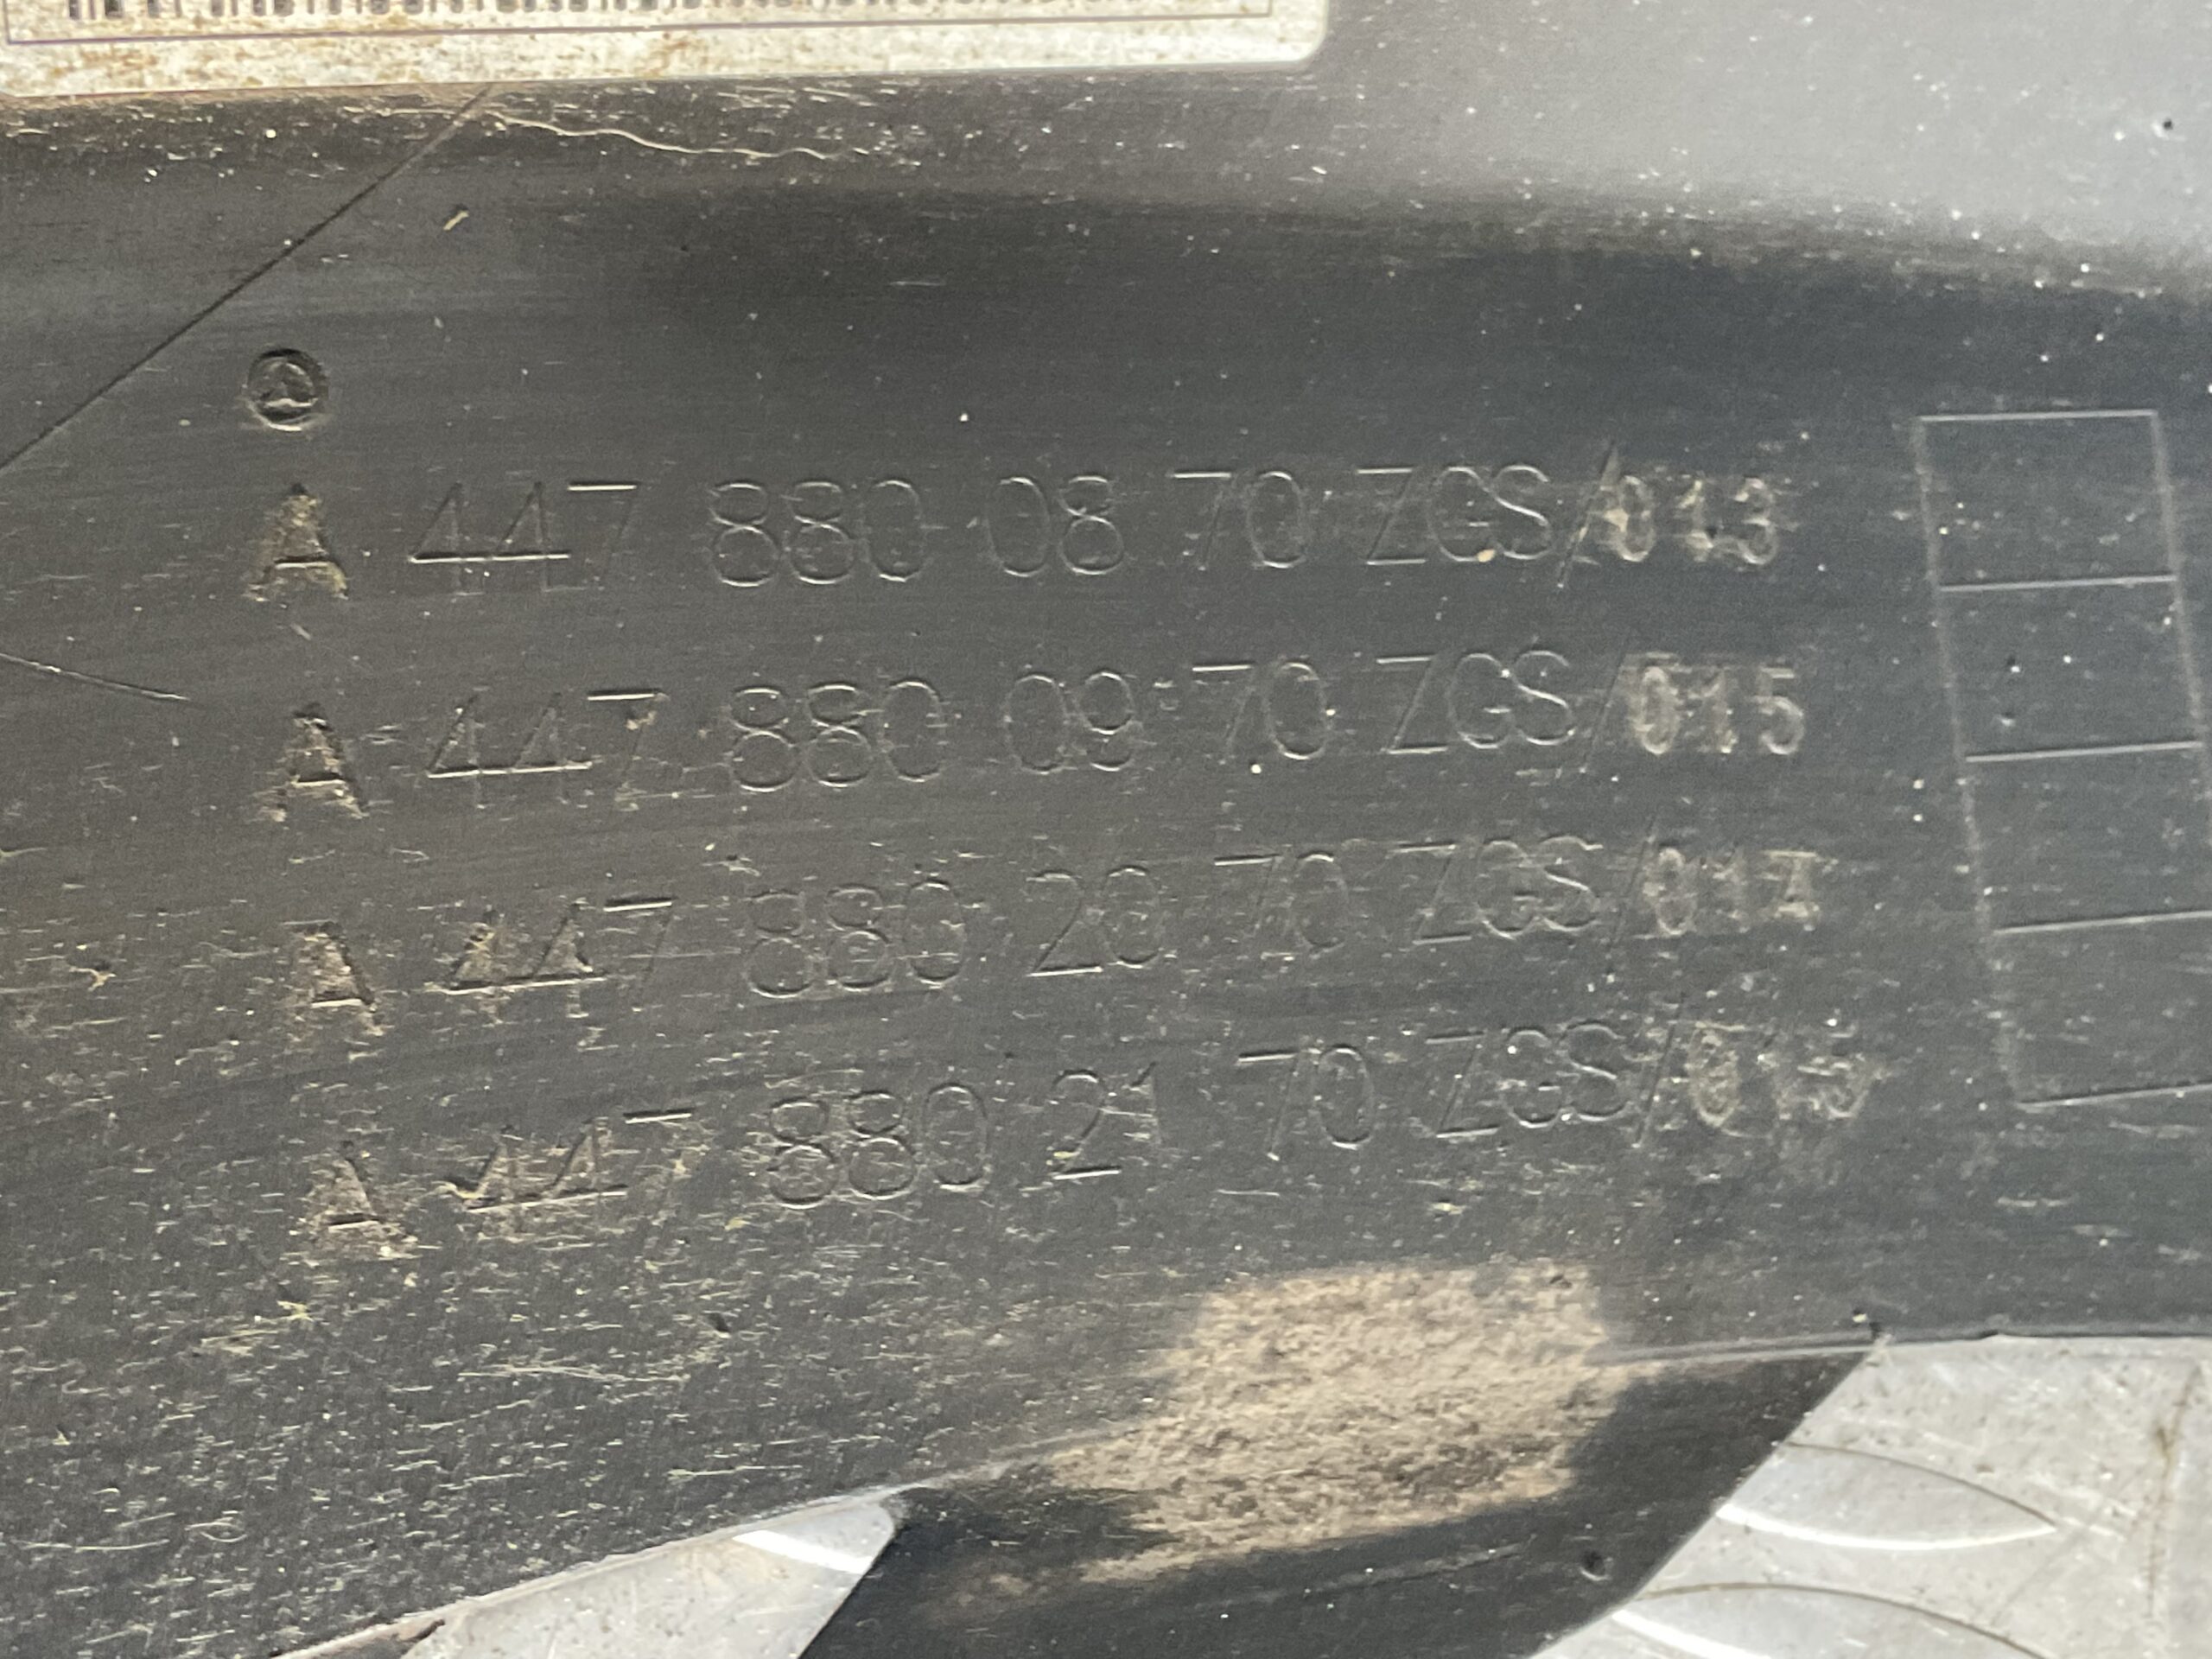 A 447 880 08 70 ZGS/013
A 447 880 09 70 ZGS/015
A 447 880 20 70 ZGS/014
A 447 880 21 70 ZGS/015